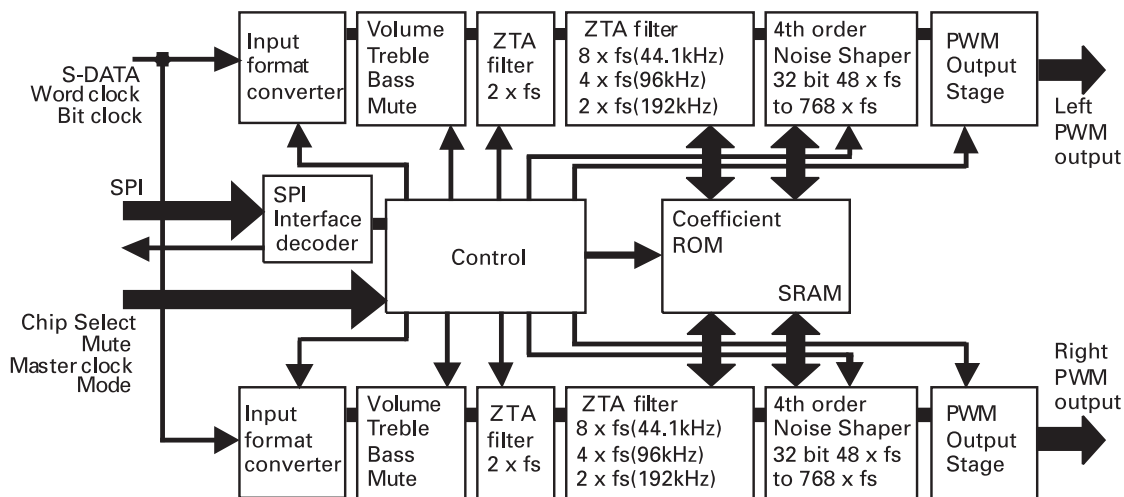 S-DATA
Word clock
Bit clock
Input
format
converter
Volume
Treble
Bass
Mute
ZTA
filter
2 x fs
ZTA filter
8 x fs(44.1kHz)
4 x fs(96kHz)
2 x fs(192kHz)
4th order
Noise Shaper
32 bit 48 x fs
to 768 x fs
PWM
Output
Stage
Left
PWM
output
SPI
SPI
Interface
decoder
Control
Coefficient
ROM
SRAM
Chip Select
Mute
Master clock
Mode
Input
format
converter
Volume
Treble
Bass
Mute
ZTA
filter
2 x fs
ZTA filter
8 x fs(44.1kHz)
4 x fs(96kHz)
2 x fs(192kHz)
4th order
Noise Shaper
32 bit 48 x fs
to 768 x fs
PWM
Output
Stage
Right
PWM
output